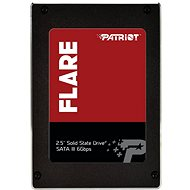 PATRIOT
FLARE
2.5" Solid State Drive
SATA III 6Gbps